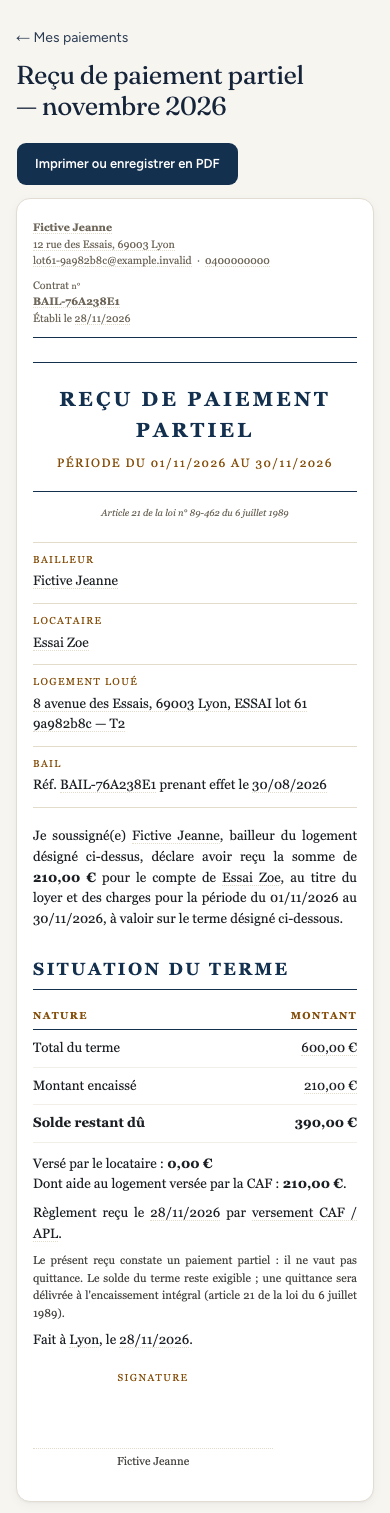 ← Mes paiements
Reçu de paiement partiel
— novembre 2026
Imprimer ou enregistrer en PDF
Fictive Jeanne
12 rue des Essais, 69003 Lyon
lot61-9a982b8c@example.invalid · 0400000000
Contrat n°
BAIL-76A238E1
Établi le 28/11/2026
REÇU DE PAIEMENT
PARTIEL
PÉRIODE DU 01/11/2026 AU 30/11/2026
Article 21 de la loi n° 89-462 du 6 juillet 1989
BAILLEUR
Fictive Jeanne
LOCATAIRE
Essai Zoe
LOGEMENT LOUÉ
8 avenue des Essais, 69003 Lyon, ESSAI lot 61
9a982b8c — T2
BAIL
Réf. BAIL-76A238E1 prenant effet le 30/08/2026
Je soussigné(e) Fictive Jeanne, bailleur du logement
désigné ci-dessus, déclare avoir reçu la somme de
210,00 € pour le compte de Essai Zoe, au titre du
loyer et des charges pour la période du 01/11/2026 au
30/11/2026, à valoir sur le terme désigné ci-dessous.
SITUATION DU TERME
NATURE MONTANT
Total du terme 600,00 €
Montant encaissé 210,00 €
Solde restant dû 390,00 €
Versé par le locataire : 0,00 €
Dont aide au logement versée par la CAF : 210,00 €.
Règlement reçu le 28/11/2026 par versement CAF /
APL.
Le présent reçu constate un paiement partiel : il ne vaut pas
quittance. Le solde du terme reste exigible ; une quittance sera
délivrée à l'encaissement intégral (article 21 de la loi du 6 juillet
1989).
Fait à Lyon, le 28/11/2026.
SIGNATURE
Fictive Jeanne